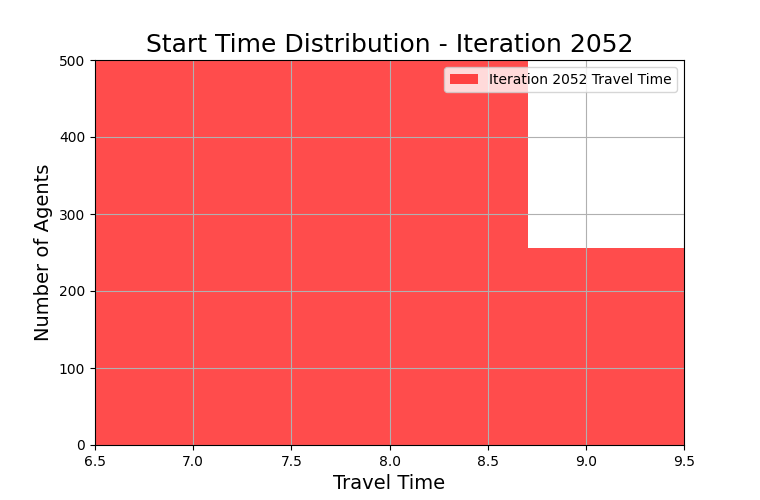 Start Time Distribution - Iteration 2052
Iteration 2052 Travel Time
Number of Agents
500
400
300
200
100
0
6.5 7.0 7.5 8.0 8.5 9.0 9.5
Travel Time